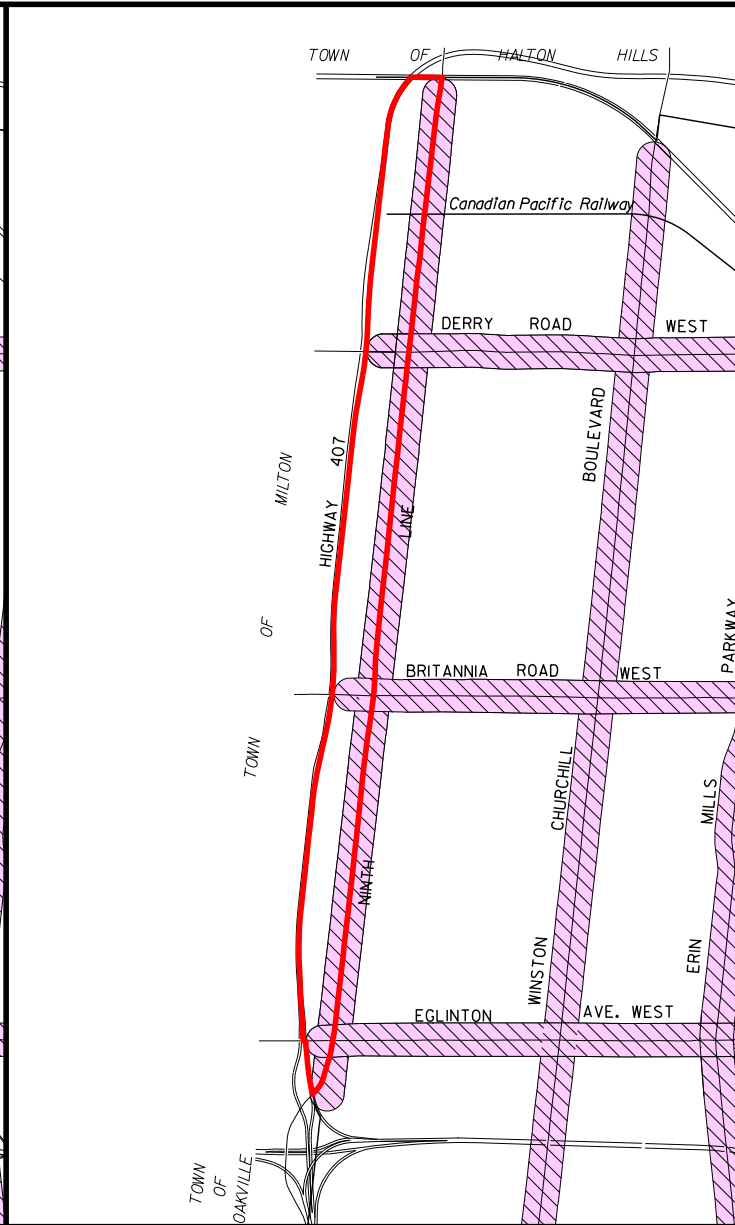 TOWN OF HALTON HILLS
Canadian Pacific Railway
DERRY ROAD WEST
HIGHWAY 407
TOWN OF MILTON
NINTH LINE
BRITANNIA ROAD WEST
WINSTON CHURCHILL BOULEVARD
ERIN MILLS PARKWAY
EGLINTON AVE. WEST
TOWN
OF
OAKVILLE